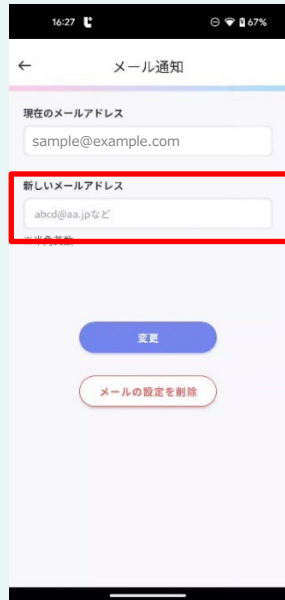 16:27 67%
← メール通知
現在のメールアドレス
sample@example.com
新しいメールアドレス
abcd@aa.jpなど
※半角英数
変更
メールの設定を削除